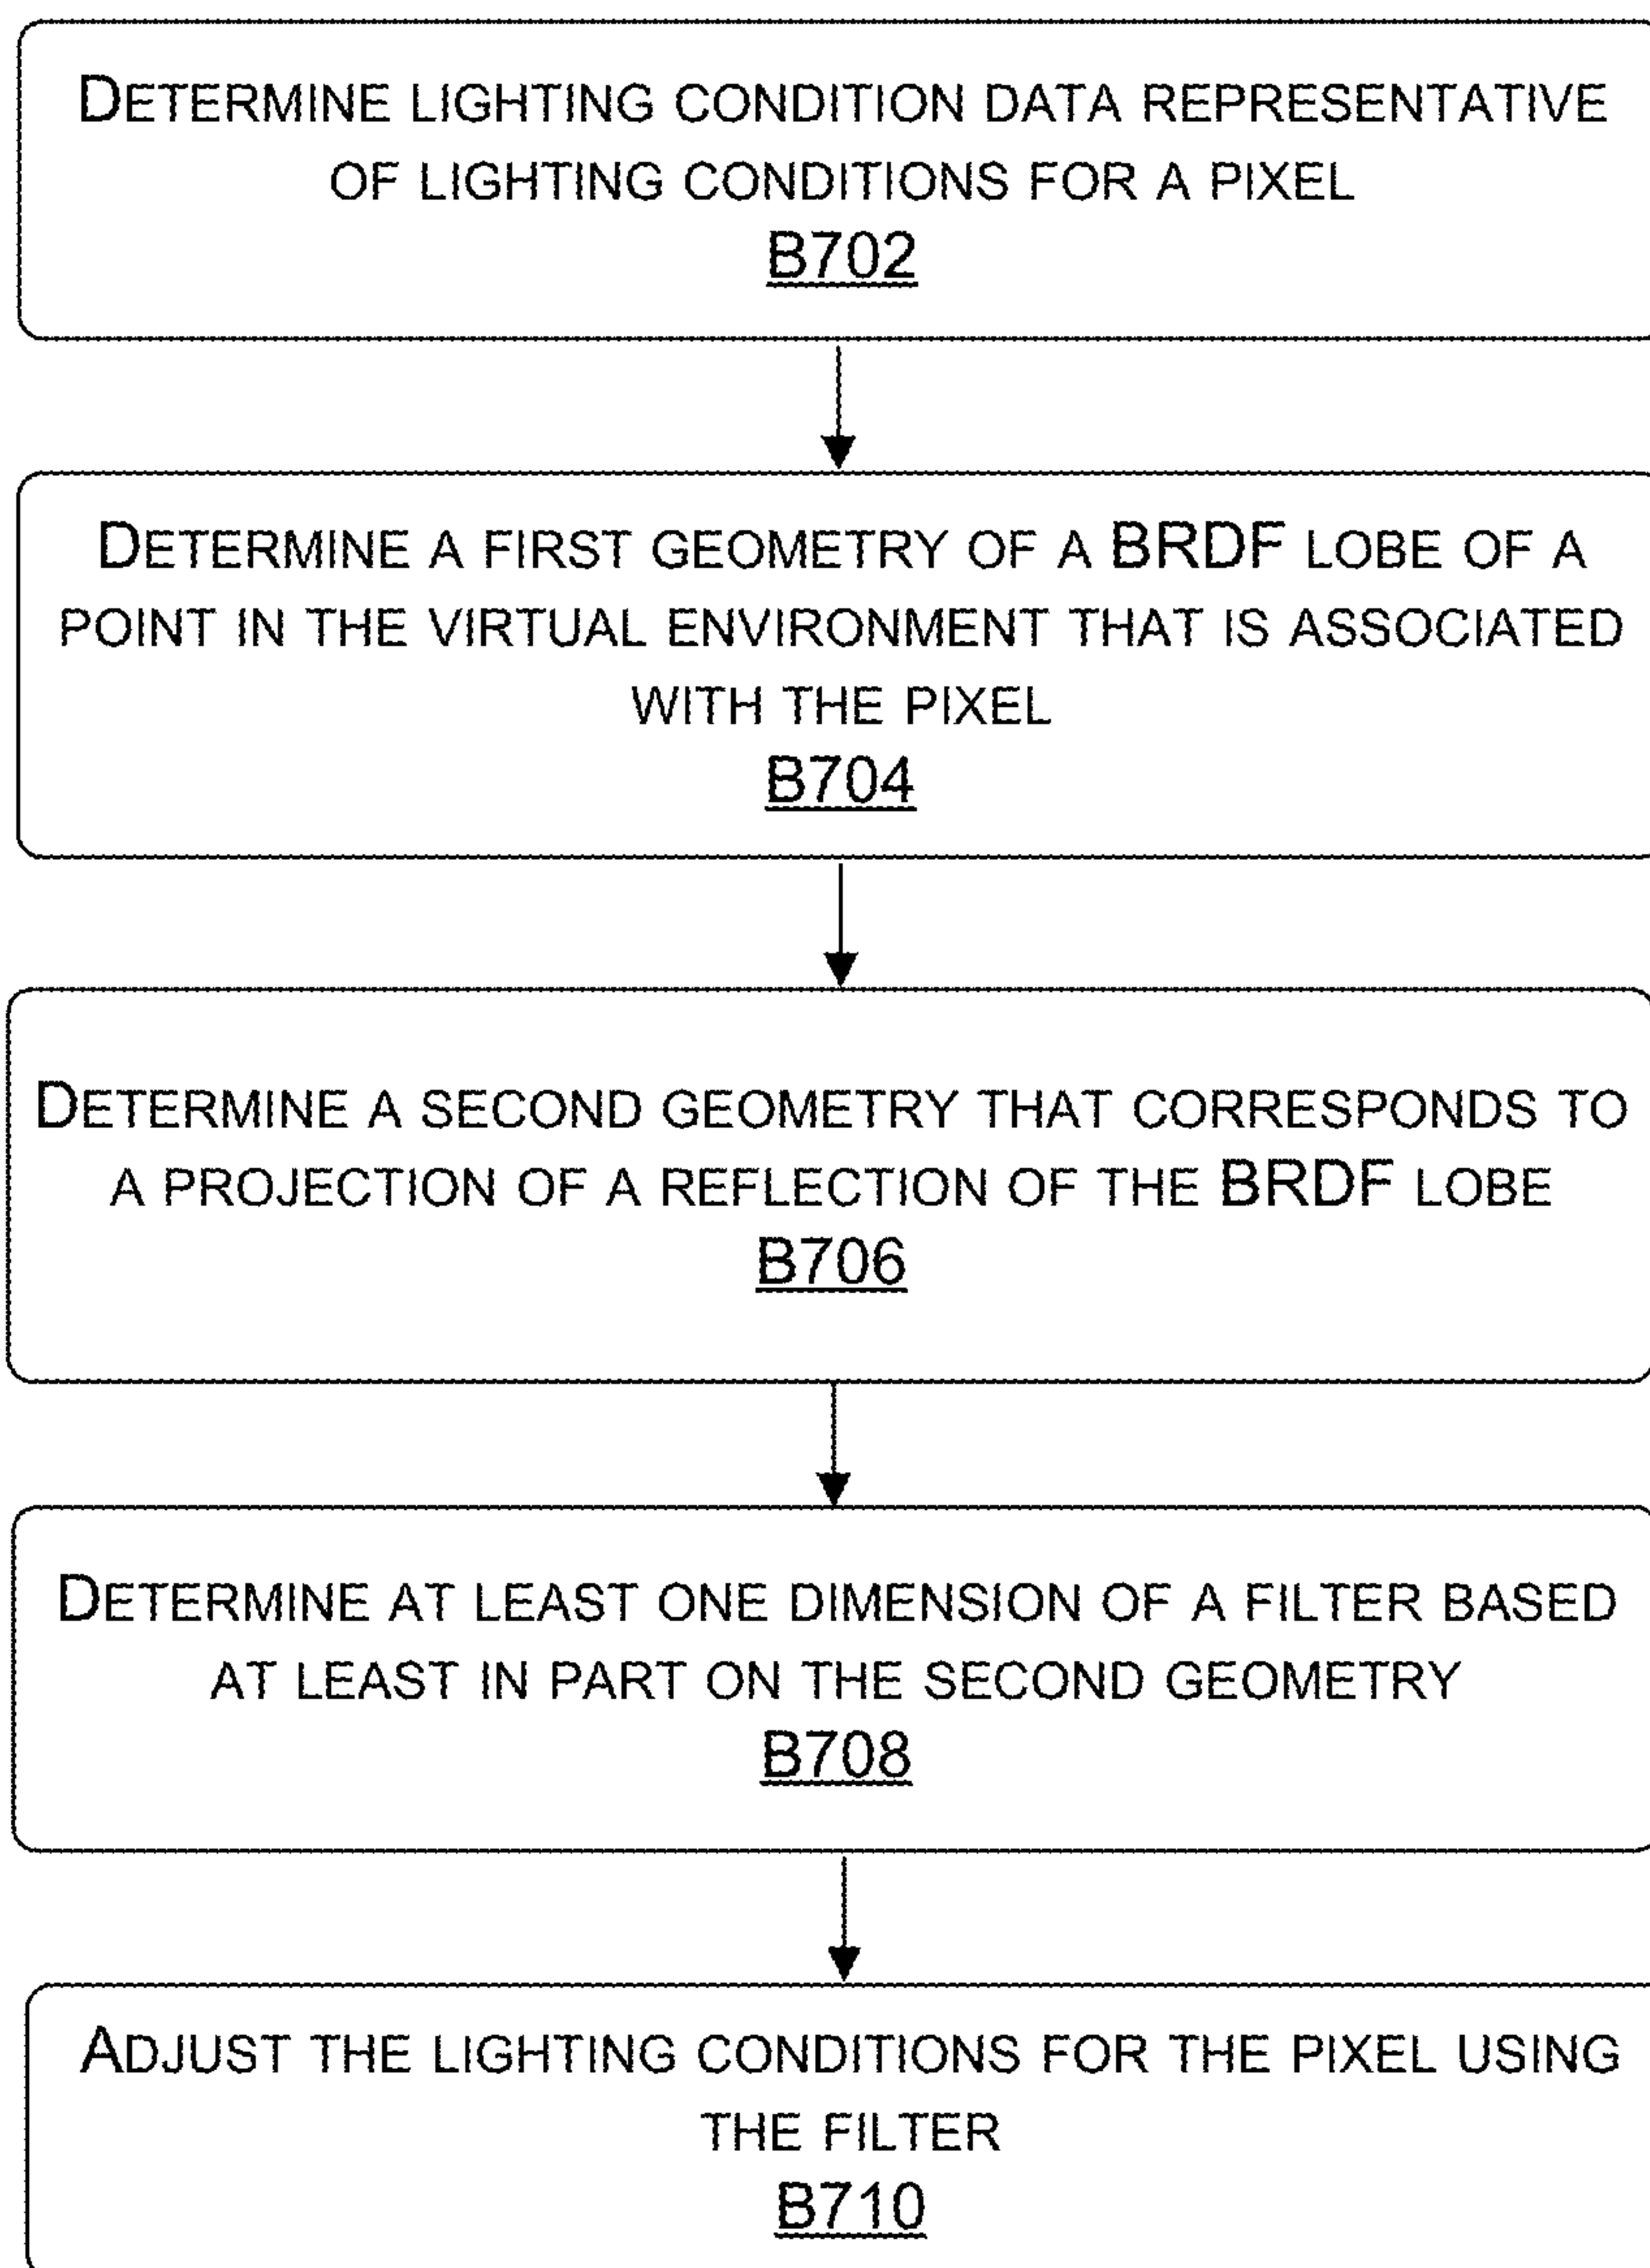 DETERMINE LIGHTING CONDITION DATA REPRESENTATIVE
OF LIGHTING CONDITIONS FOR A PIXEL
B702
DETERMINE A FIRST GEOMETRY OF A BRDF LOBE OF A
POINT IN THE VIRTUAL ENVIRONMENT THAT IS ASSOCIATED
WITH THE PIXEL
B704
DETERMINE A SECOND GEOMETRY THAT CORRESPONDS TO
A PROJECTION OF A REFLECTION OF THE BRDF LOBE
B706
DETERMINE AT LEAST ONE DIMENSION OF A FILTER BASED
AT LEAST IN PART ON THE SECOND GEOMETRY
B708
ADJUST THE LIGHTING CONDITIONS FOR THE PIXEL USING
THE FILTER
B710